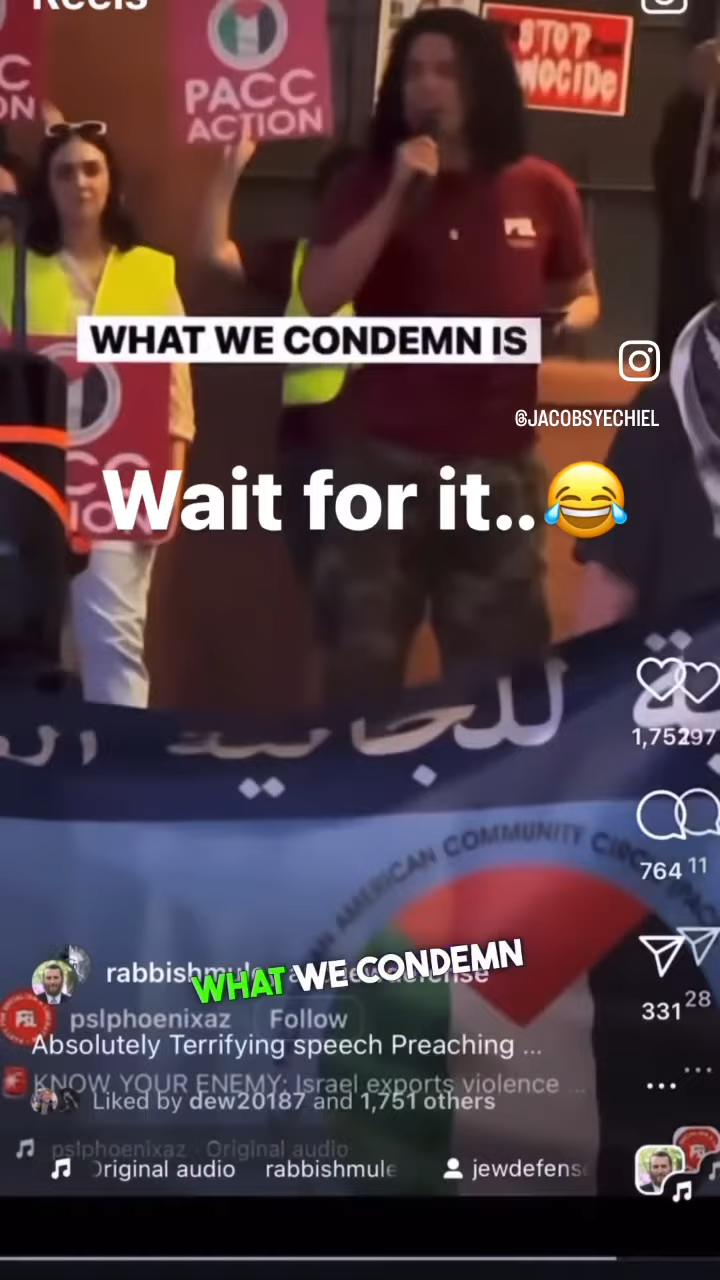 Reels
STOP
PACC
ACTION
WHAT WE CONDEMN IS
@JACOBSYECHIEL
Wait for it..😂
للجالية
1,752
97
AMERICAN COMMUNITY
764
11
WHAT WE CONDEMN
pslphoenixaz
Follow
331
28
Absolutely Terrifying speech Preaching ...
KNOW YOUR ENEMY: Israel exports violence ...
Liked by dew20187 and 1,751 others
pslphoenixaz · Original audio
Original audio
rabbishmule
jewdefense